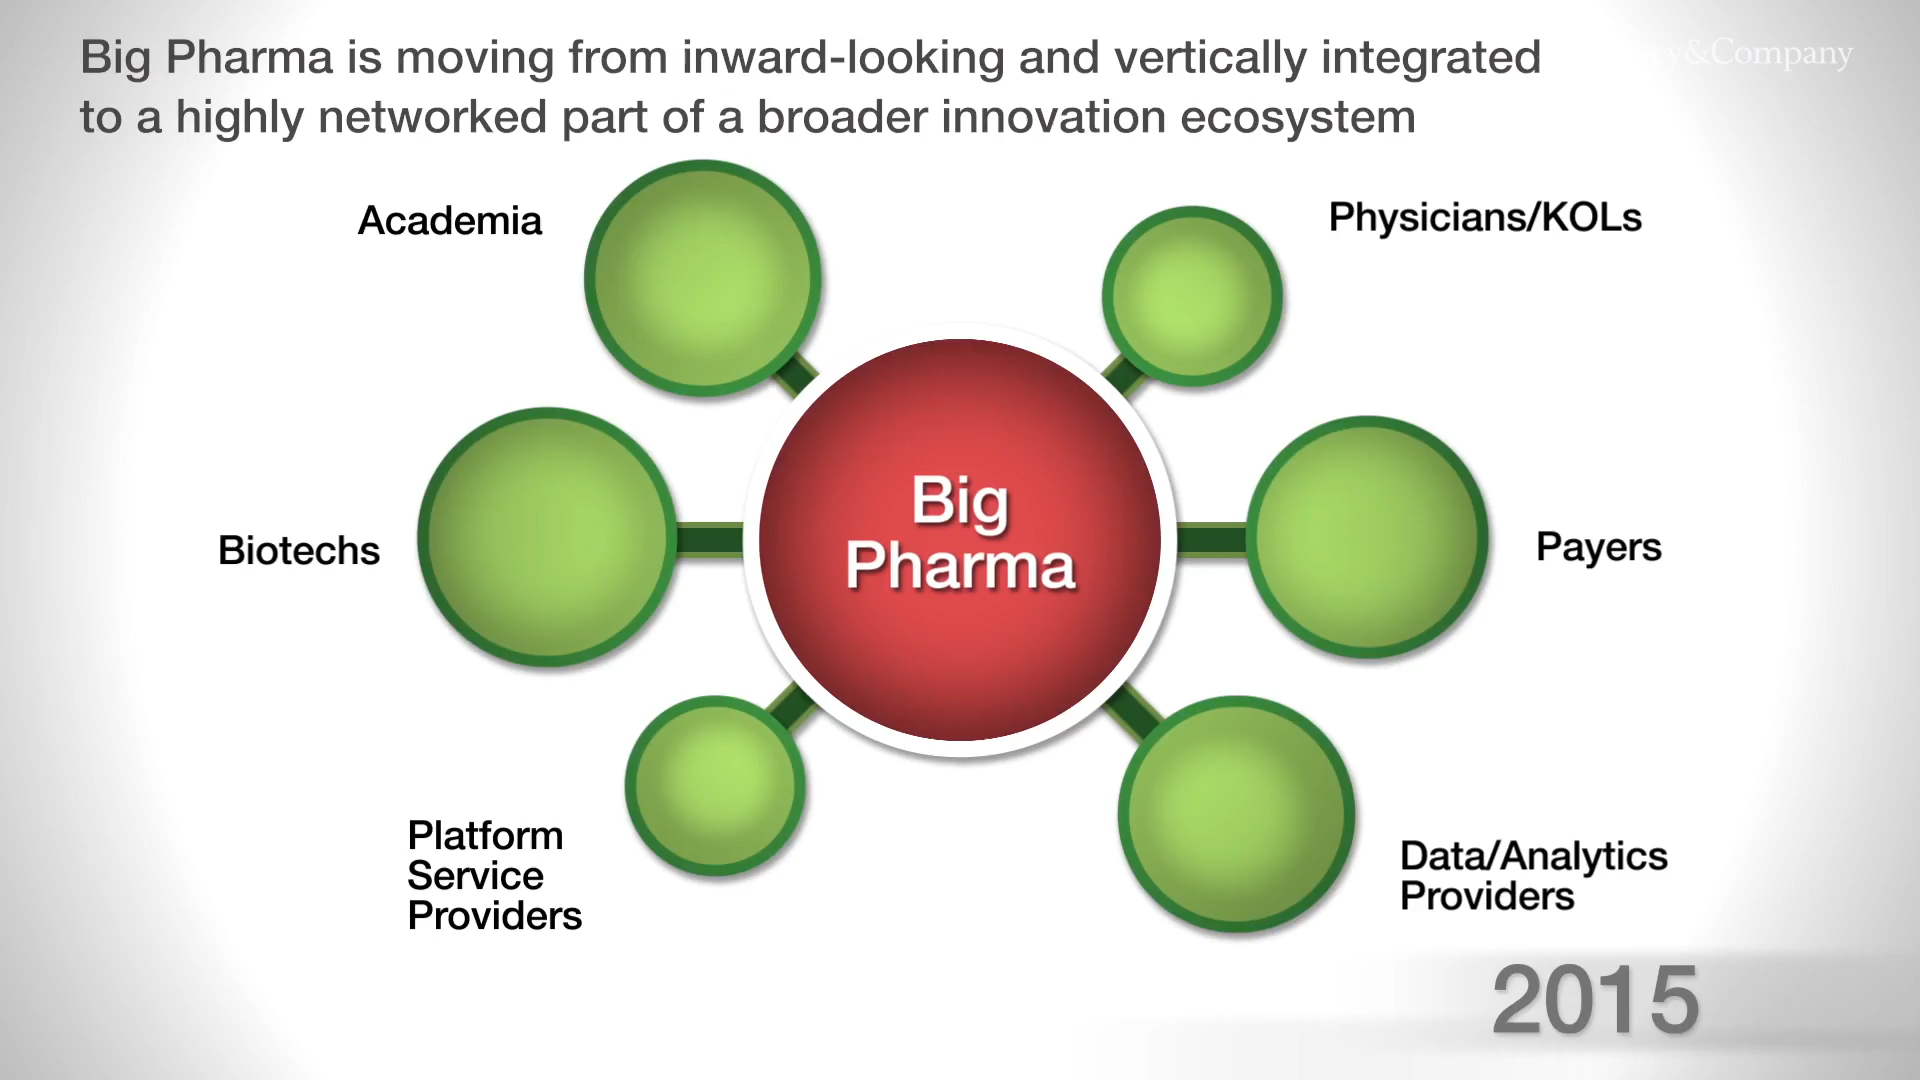 Big Pharma is moving from inward-looking and vertically integrated
to a highly networked part of a broader innovation ecosystem
&Company
Academia
Physicians/KOLs
Big
Pharma
Biotechs
Payers
Platform
Service
Providers
Data/Analytics
Providers
2015